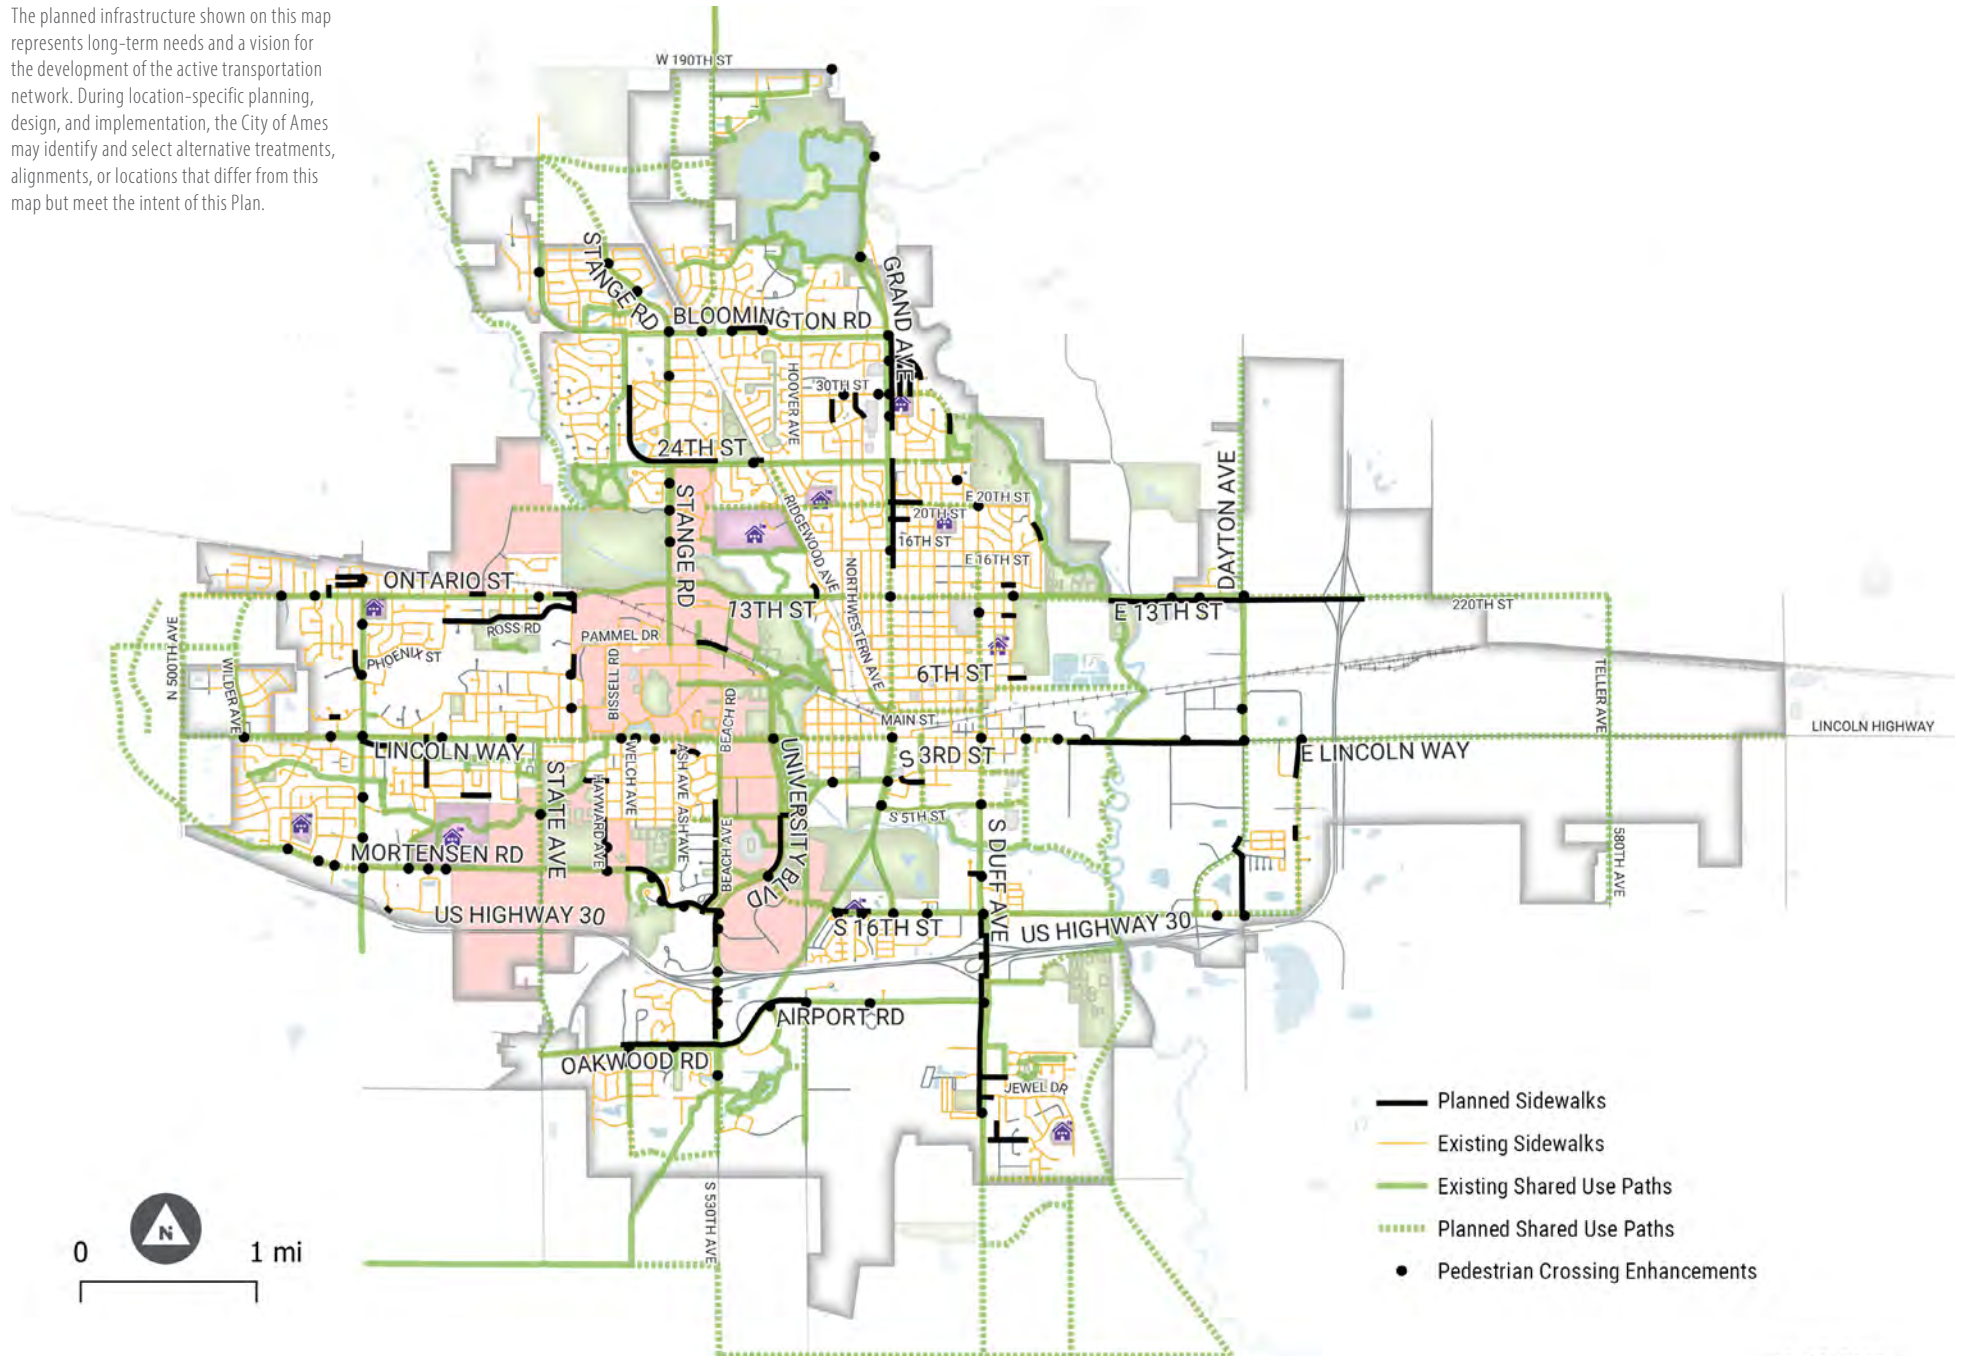 The planned infrastructure shown on this map
represents long-term needs and a vision for
the development of the active transportation
network. During location-specific planning,
design, and implementation, the City of Ames
may identify and select alternative treatments,
alignments, or locations that differ from this
map but meet the intent of this Plan.
W 190TH ST
STANGE RD
GRAND AVE
BLOOMINGTON RD
HOOVER AVE
30TH ST
24TH ST
DAYTON AVE
STANGE RD
RIDGEWOOD AVE
E 20TH ST
20TH ST
16TH ST
E 16TH ST
NORTHWESTERN AVE
ONTARIO ST
13TH ST
E 13TH ST
220TH ST
ROSS RD
PAMMEL DR
N 500TH AVE
PHOENIX ST
WILDER AVE
BISSELL RD
BEACH RD
6TH ST
TELLER AVE
MAIN ST
LINCOLN HIGHWAY
LINCOLN WAY
S 3RD ST
E LINCOLN WAY
STATE AVE
HAYWARD AVE
WELCH AVE
ASH AVE
ASH AVE
BEACH AVE
UNIVERSITY BLVD
S 5TH ST
S DUFF AVE
580TH AVE
MORTENSEN RD
US HIGHWAY 30
S 16TH ST
US HIGHWAY 30
AIRPORT RD
OAKWOOD RD
JEWEL DR
S 530TH AVE
Planned Sidewalks
Existing Sidewalks
Existing Shared Use Paths
Planned Shared Use Paths
Pedestrian Crossing Enhancements
N
0 1 mi